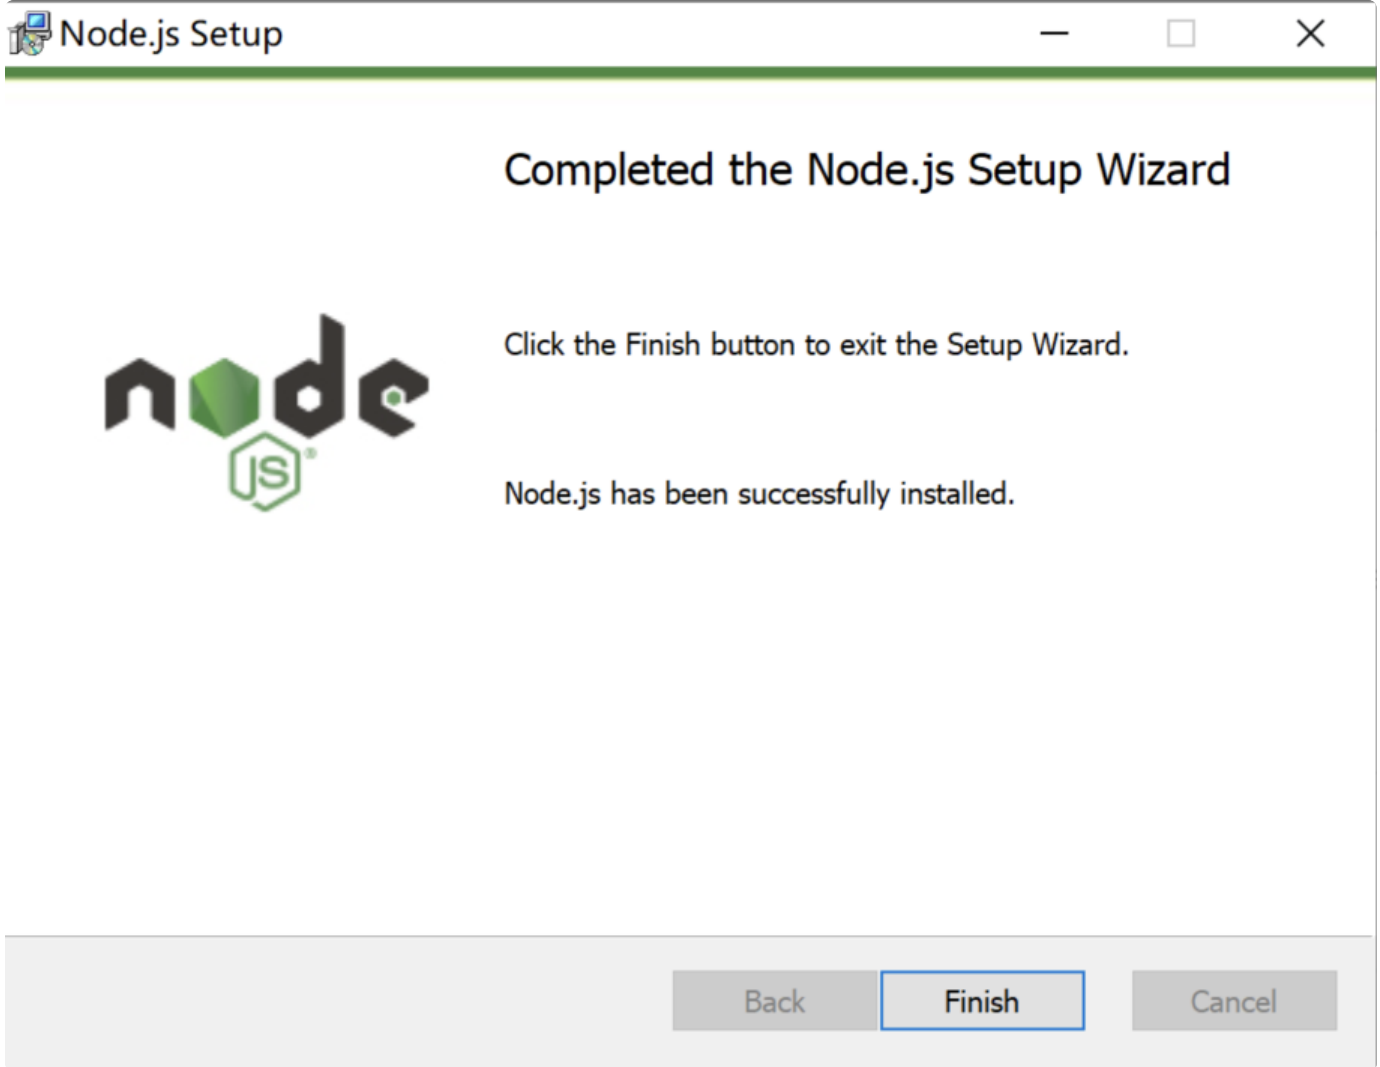 Node.js Setup
Completed the Node.js Setup Wizard
Click the Finish button to exit the Setup Wizard.
node
JS®
Node.js has been successfully installed.
Back
Finish
Cancel